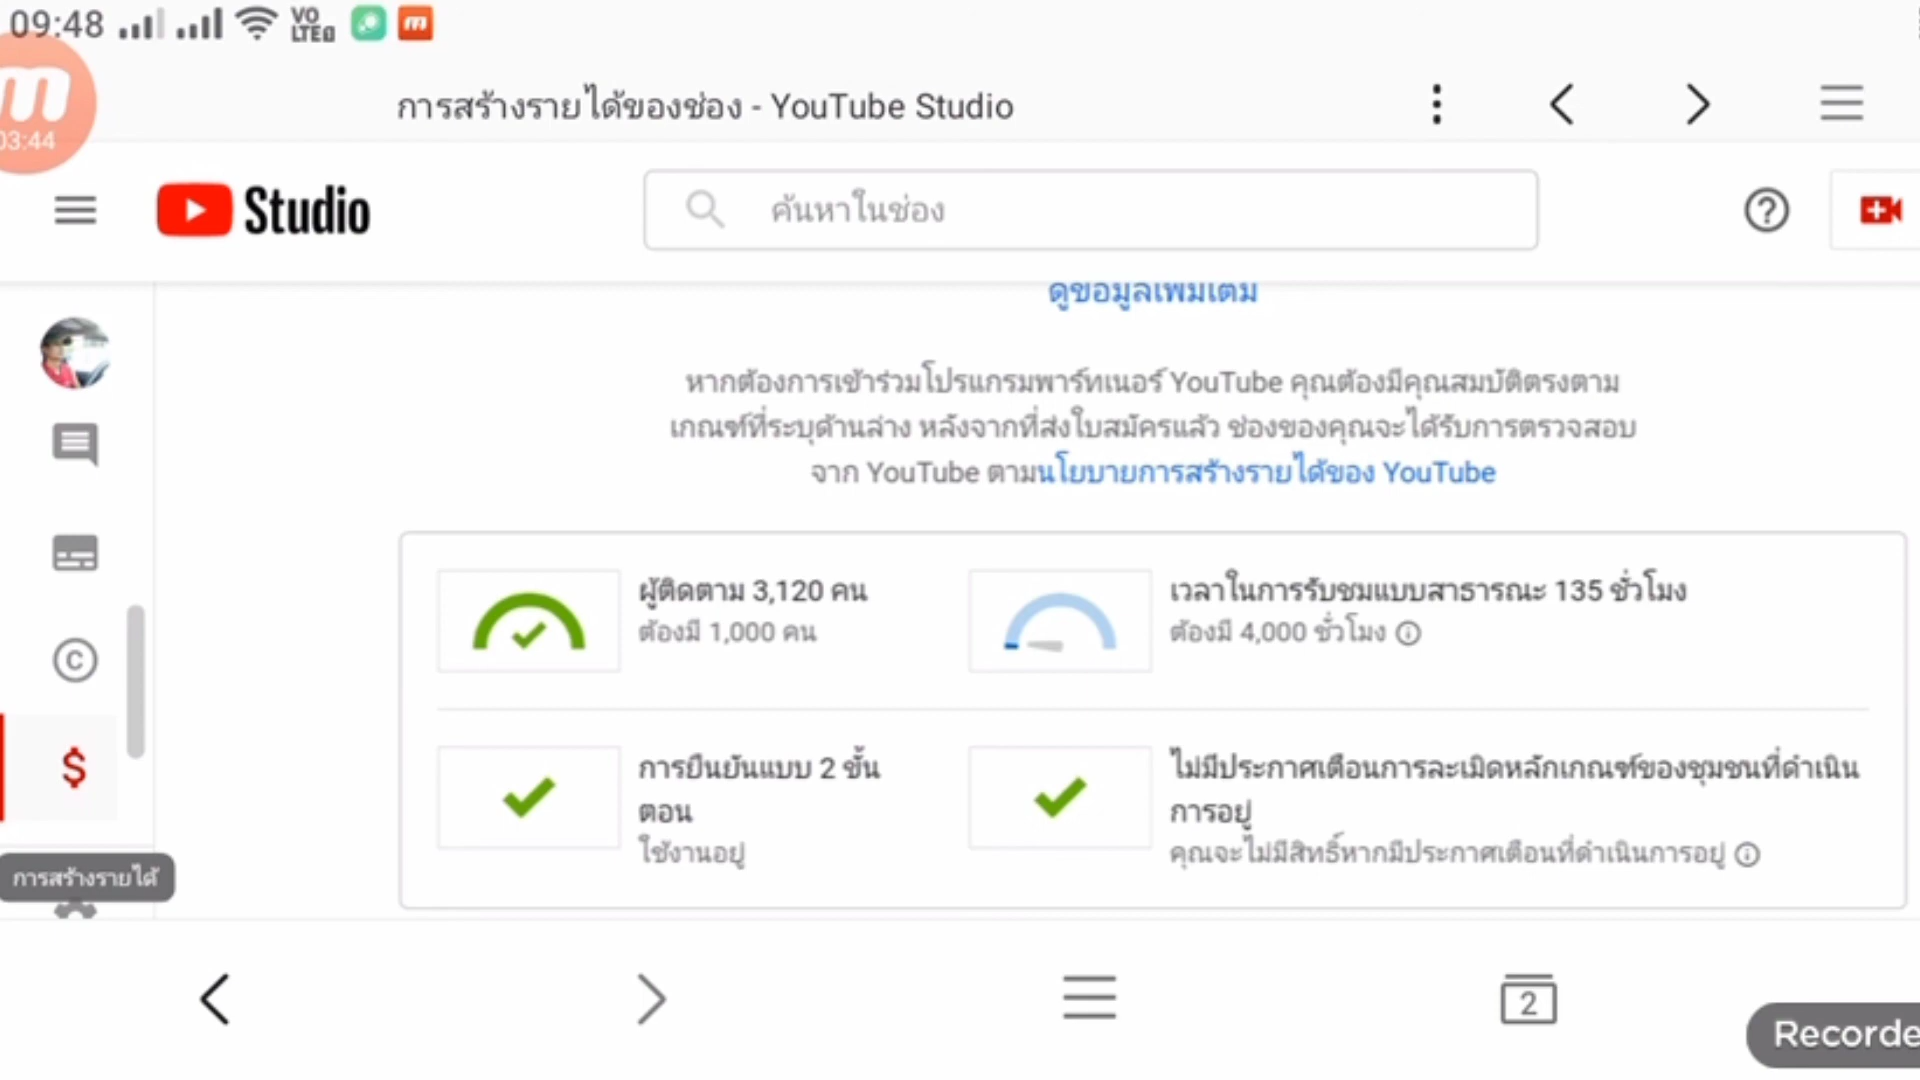 09:48
VO
LTE
m
03:44
การสร้างรายได้ของช่อง - YouTube Studio
Studio
ค้นหาในช่อง
ดูข้อมูลเพิ่มเติม
หากต้องการเข้าร่วมโปรแกรมพาร์ทเนอร์ YouTube คุณต้องมีคุณสมบัติตรงตาม
เกณฑ์ที่ระบุด้านล่าง หลังจากที่ส่งใบสมัครแล้ว ช่องของคุณจะได้รับการตรวจสอบ
จาก YouTube ตามนโยบายการสร้างรายได้ของ YouTube
ผู้ติดตาม 3,120 คน
ต้องมี 1,000 คน
เวลาในการรับชมแบบสาธารณะ 135 ชั่วโมง
ต้องมี 4,000 ชั่วโมง
การยืนยันแบบ 2 ขั้น
ตอน
ใช้งานอยู่
ไม่มีประกาศเตือนการละเมิดหลักเกณฑ์ของชุมชนที่ดำเนิน
การอยู่
คุณจะไม่มีสิทธิ์หากมีประกาศเตือนที่ดำเนินการอยู่
การสร้างรายได้
2
Recorde